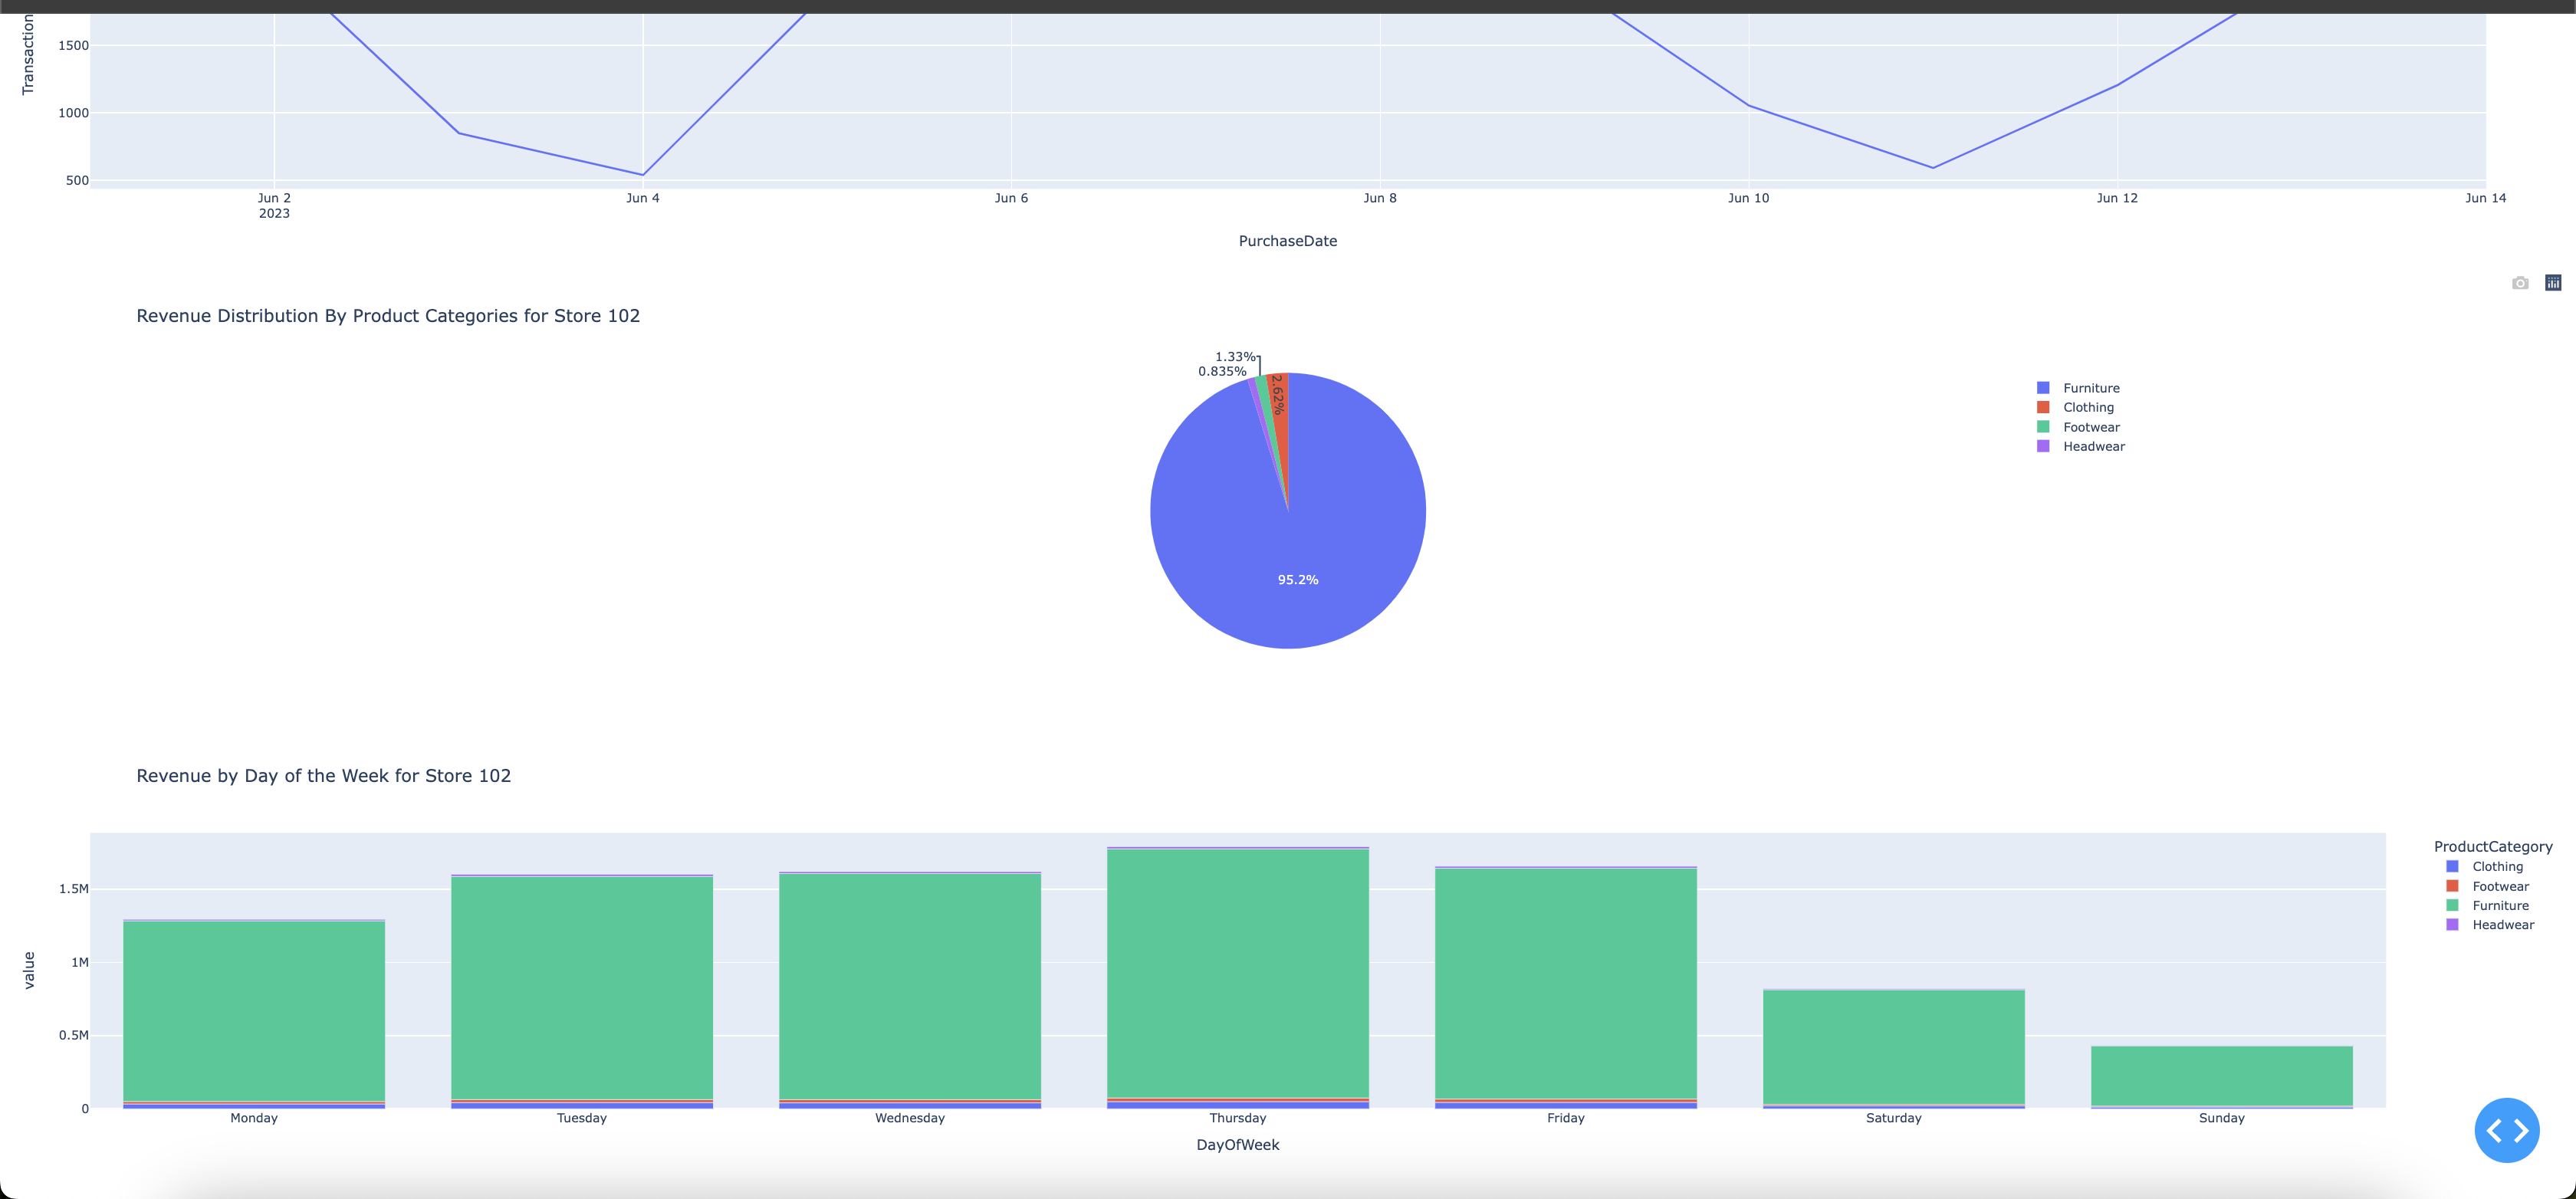 Transaction
1500
1000
500
Jun 2
2023
Jun 4
Jun 6
Jun 8
Jun 10
Jun 12
Jun 14
PurchaseDate
Revenue Distribution By Product Categories for Store 102
1.33%
0.835%
2.62%
95.2%
Furniture
Clothing
Footwear
Headwear
Revenue by Day of the Week for Store 102
value
1.5M
1M
0.5M
0
Monday
Tuesday
Wednesday
Thursday
Friday
Saturday
Sunday
DayOfWeek
ProductCategory
Clothing
Footwear
Furniture
Headwear